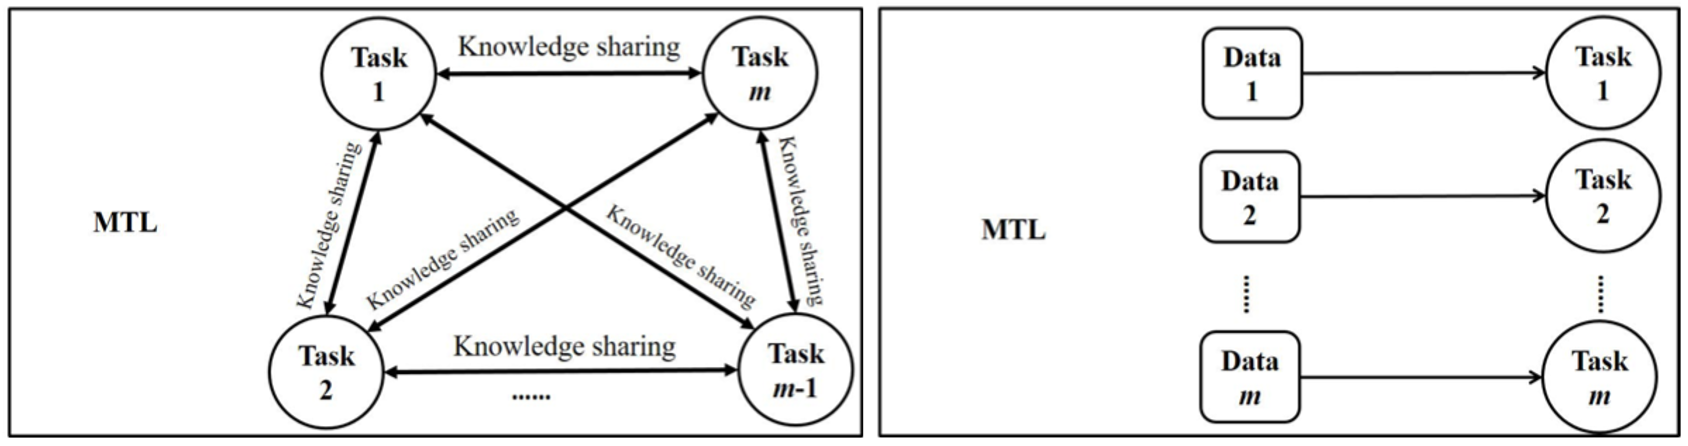 Task
1
Knowledge sharing
Task
m
Knowledge sharing
Knowledge sharing
Knowledge sharing
Knowledge sharing
MTL
Task
2
Knowledge sharing
......
Task
m-1
Data
1
Task
1
Data
2
Task
2
MTL
......
......
Data
m
Task
m